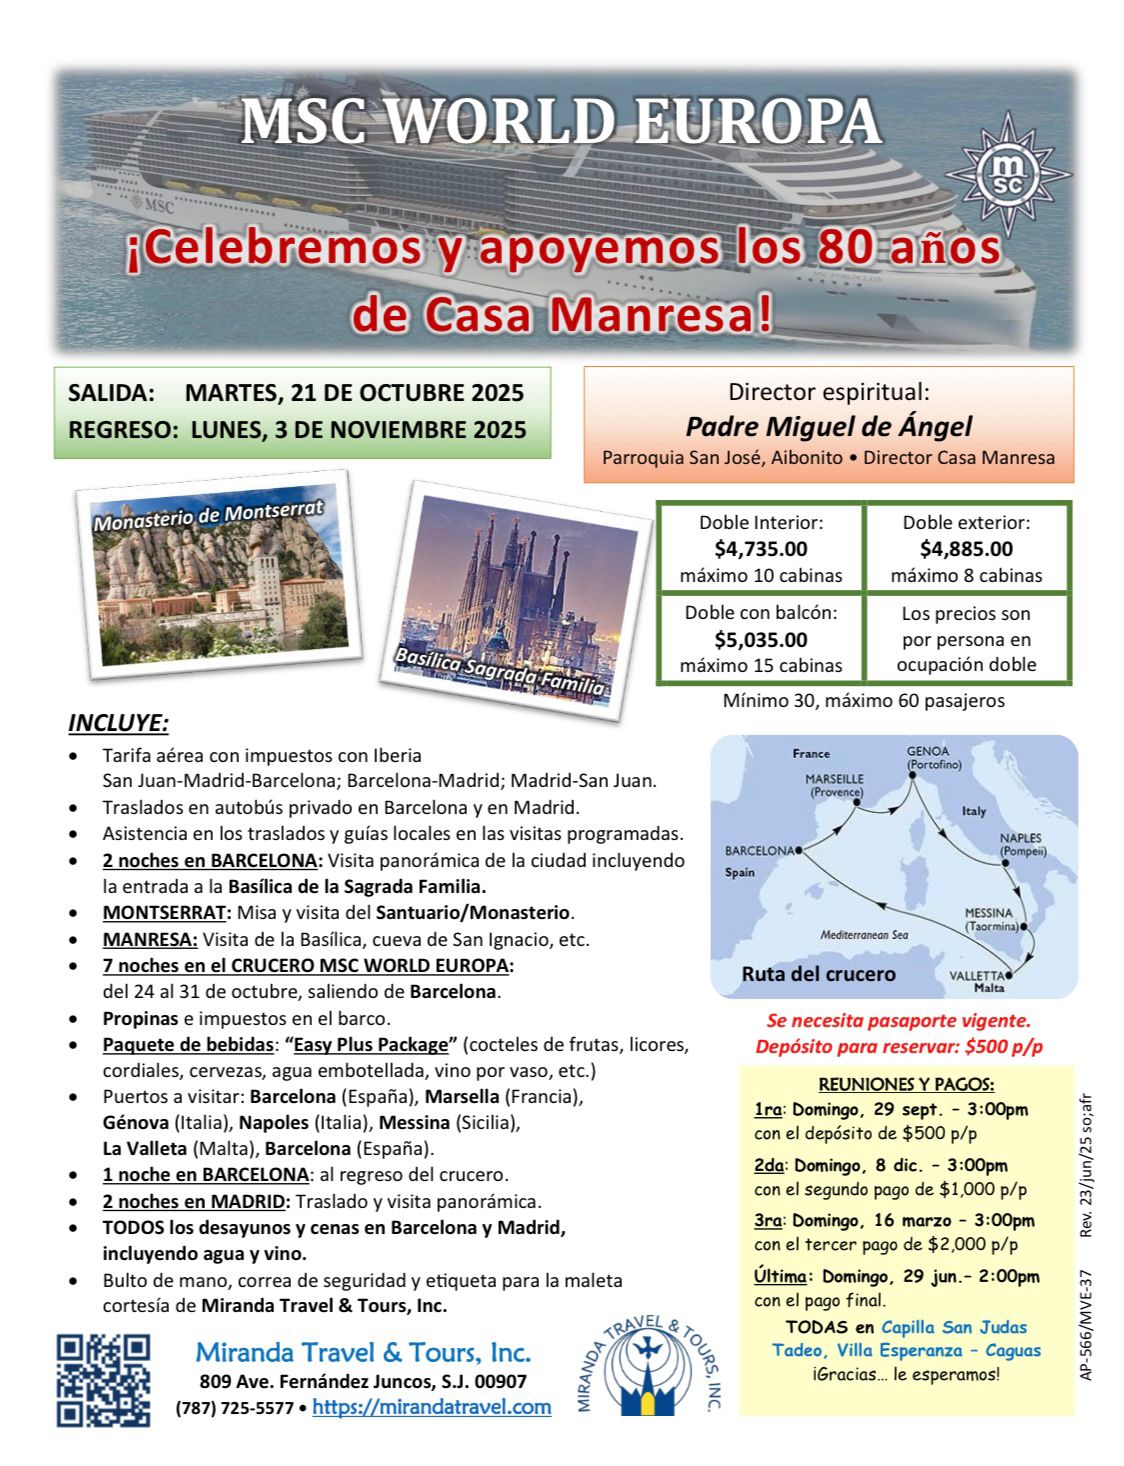 MSC WORLD EUROPA
m
SC
MSC
¡Celebremos y apoyemos los 80 años
de Casa Manresa!
SALIDA: MARTES, 21 DE OCTUBRE 2025
REGRESO: LUNES, 3 DE NOVIEMBRE 2025
Director espiritual:
Padre Miguel de Ángel
Parroquia San José, Aibonito • Director Casa Manresa
Monasterio de Montserrat
Basílica Sagrada Familia
Doble Interior:
$4,735.00
máximo 10 cabinas
Doble exterior:
$4,885.00
máximo 8 cabinas
Doble con balcón:
$5,035.00
máximo 15 cabinas
Los precios son
por persona en
ocupación doble
Mínimo 30, máximo 60 pasajeros
INCLUYE:
• Tarifa aérea con impuestos con Iberia
San Juan-Madrid-Barcelona; Barcelona-Madrid; Madrid-San Juan.
• Traslados en autobús privado en Barcelona y en Madrid.
• Asistencia en los traslados y guías locales en las visitas programadas.
• 2 noches en BARCELONA: Visita panorámica de la ciudad incluyendo
la entrada a la Basílica de la Sagrada Familia.
• MONTSERRAT: Misa y visita del Santuario/Monasterio.
• MANRESA: Visita de la Basílica, cueva de San Ignacio, etc.
• 7 noches en el CRUCERO MSC WORLD EUROPA:
del 24 al 31 de octubre, saliendo de Barcelona.
• Propinas e impuestos en el barco.
• Paquete de bebidas: “Easy Plus Package” (cocteles de frutas, licores,
cordiales, cervezas, agua embotellada, vino por vaso, etc.)
• Puertos a visitar: Barcelona (España), Marsella (Francia),
Génova (Italia), Napoles (Italia), Messina (Sicilia),
La Valleta (Malta), Barcelona (España).
• 1 noche en BARCELONA: al regreso del crucero.
• 2 noches en MADRID: Traslado y visita panorámica.
• TODOS los desayunos y cenas en Barcelona y Madrid,
incluyendo agua y vino.
• Bulto de mano, correa de seguridad y etiqueta para la maleta
cortesía de Miranda Travel & Tours, Inc.
France
GENOA
(Portofino)
MARSEILLE
(Provence)
Italy
NAPLES
(Pompeii)
BARCELONA
Spain
MESSINA
(Taormina)
Mediterranean Sea
Ruta del crucero
VALLETTA
Malta
Se necesita pasaporte vigente.
Depósito para reservar: $500 p/p
REUNIONES Y PAGOS:
1ra: Domingo, 29 sept. – 3:00pm
con el depósito de $500 p/p
2da: Domingo, 8 dic. – 3:00pm
con el segundo pago de $1,000 p/p
3ra: Domingo, 16 marzo – 3:00pm
con el tercer pago de $2,000 p/p
Última: Domingo, 29 jun.– 2:00pm
con el pago final.
TODAS en Capilla San Judas
Tadeo, Villa Esperanza – Caguas
¡Gracias… le esperamos!
AP-566/MVE-37 Rev. 23/jun/25 so;afr
Miranda Travel & Tours, Inc.
809 Ave. Fernández Juncos, S.J. 00907
(787) 725-5577 • https://mirandatravel.com
MIRANDA TRAVEL & TOURS, INC.